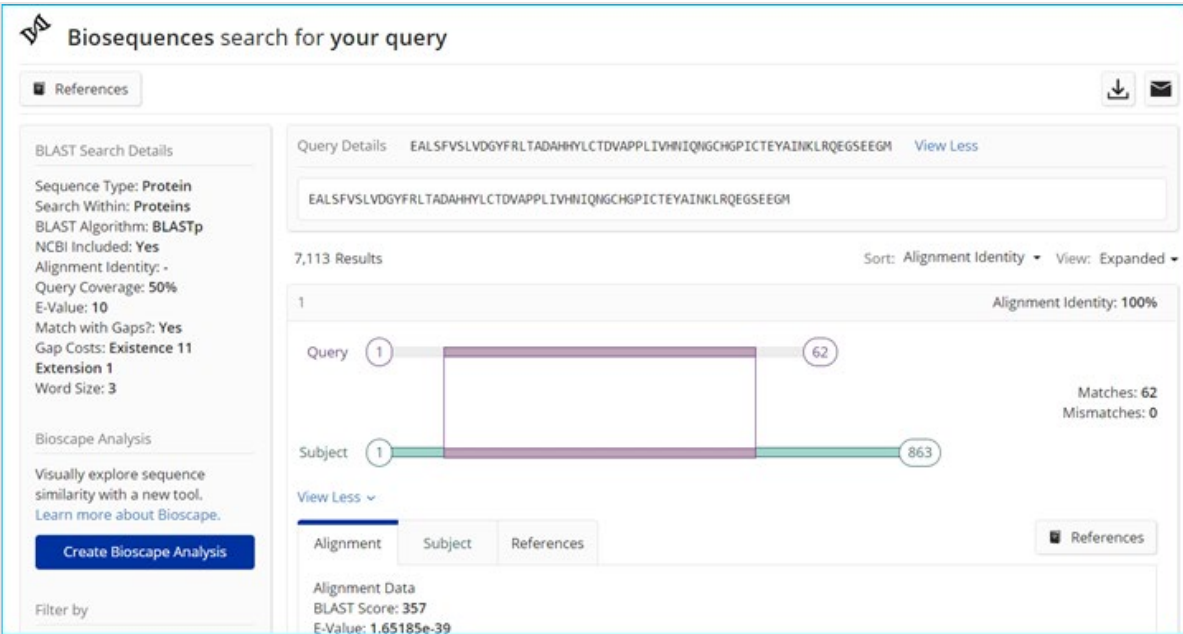 Biosequences search for your query
References
BLAST Search Details
Sequence Type: Protein
Search Within: Proteins
BLAST Algorithm: BLASTp
NCBI Included: Yes
Alignment Identity: -
Query Coverage: 50%
E-Value: 10
Match with Gaps?: Yes
Gap Costs: Existence 11
Extension 1
Word Size: 3
Bioscape Analysis
Visually explore sequence
similarity with a new tool.
Learn more about Bioscape.
Create Bioscape Analysis
Filter by
Query Details EALSFVSLVDGYFRLTADAHHYLCTDVAPPLIVHNIQNGCHGPICTEYAINKLRQEGSEEGM View Less
EALSFVSLVDGYFRLTADAHHYLCTDVAPPLIVHNIQNGCHGPICTEYAINKLRQEGSEEGM
7,113 Results Sort: Alignment Identity View: Expanded
1 Alignment Identity: 100%
Query 1 62
Matches: 62
Mismatches: 0
Subject 1 863
View Less
Alignment Subject References References
Alignment Data
BLAST Score: 357
E-Value: 1.65185e-39